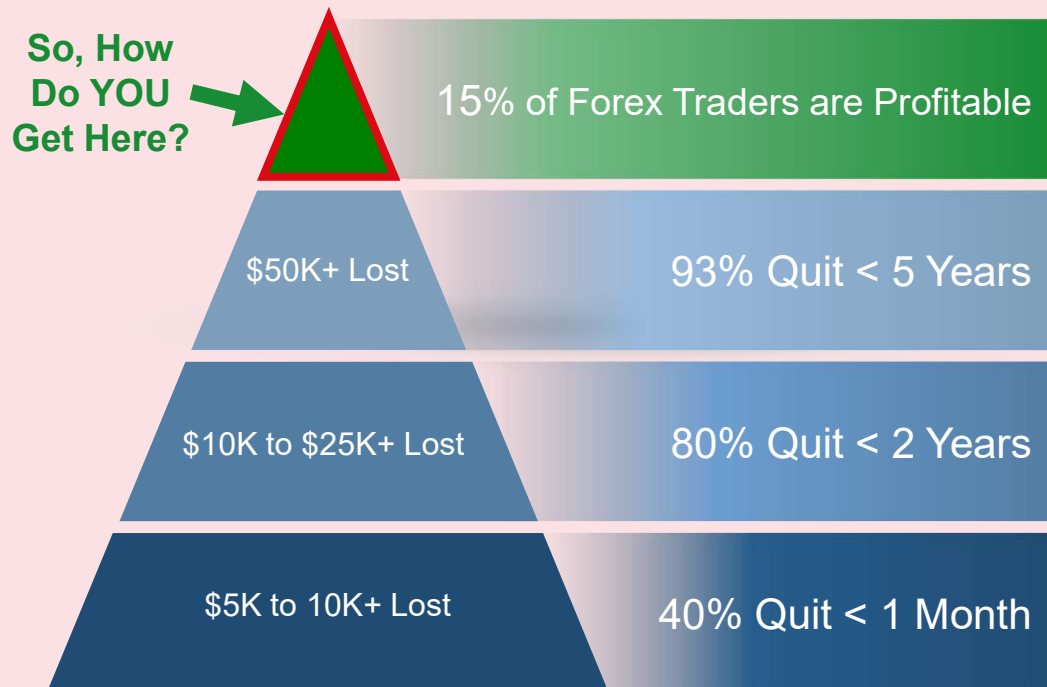 So, How
Do YOU
Get Here?
15% of Forex Traders are Profitable
$50K+ Lost
93% Quit < 5 Years
$10K to $25K+ Lost
80% Quit < 2 Years
$5K to 10K+ Lost
40% Quit < 1 Month